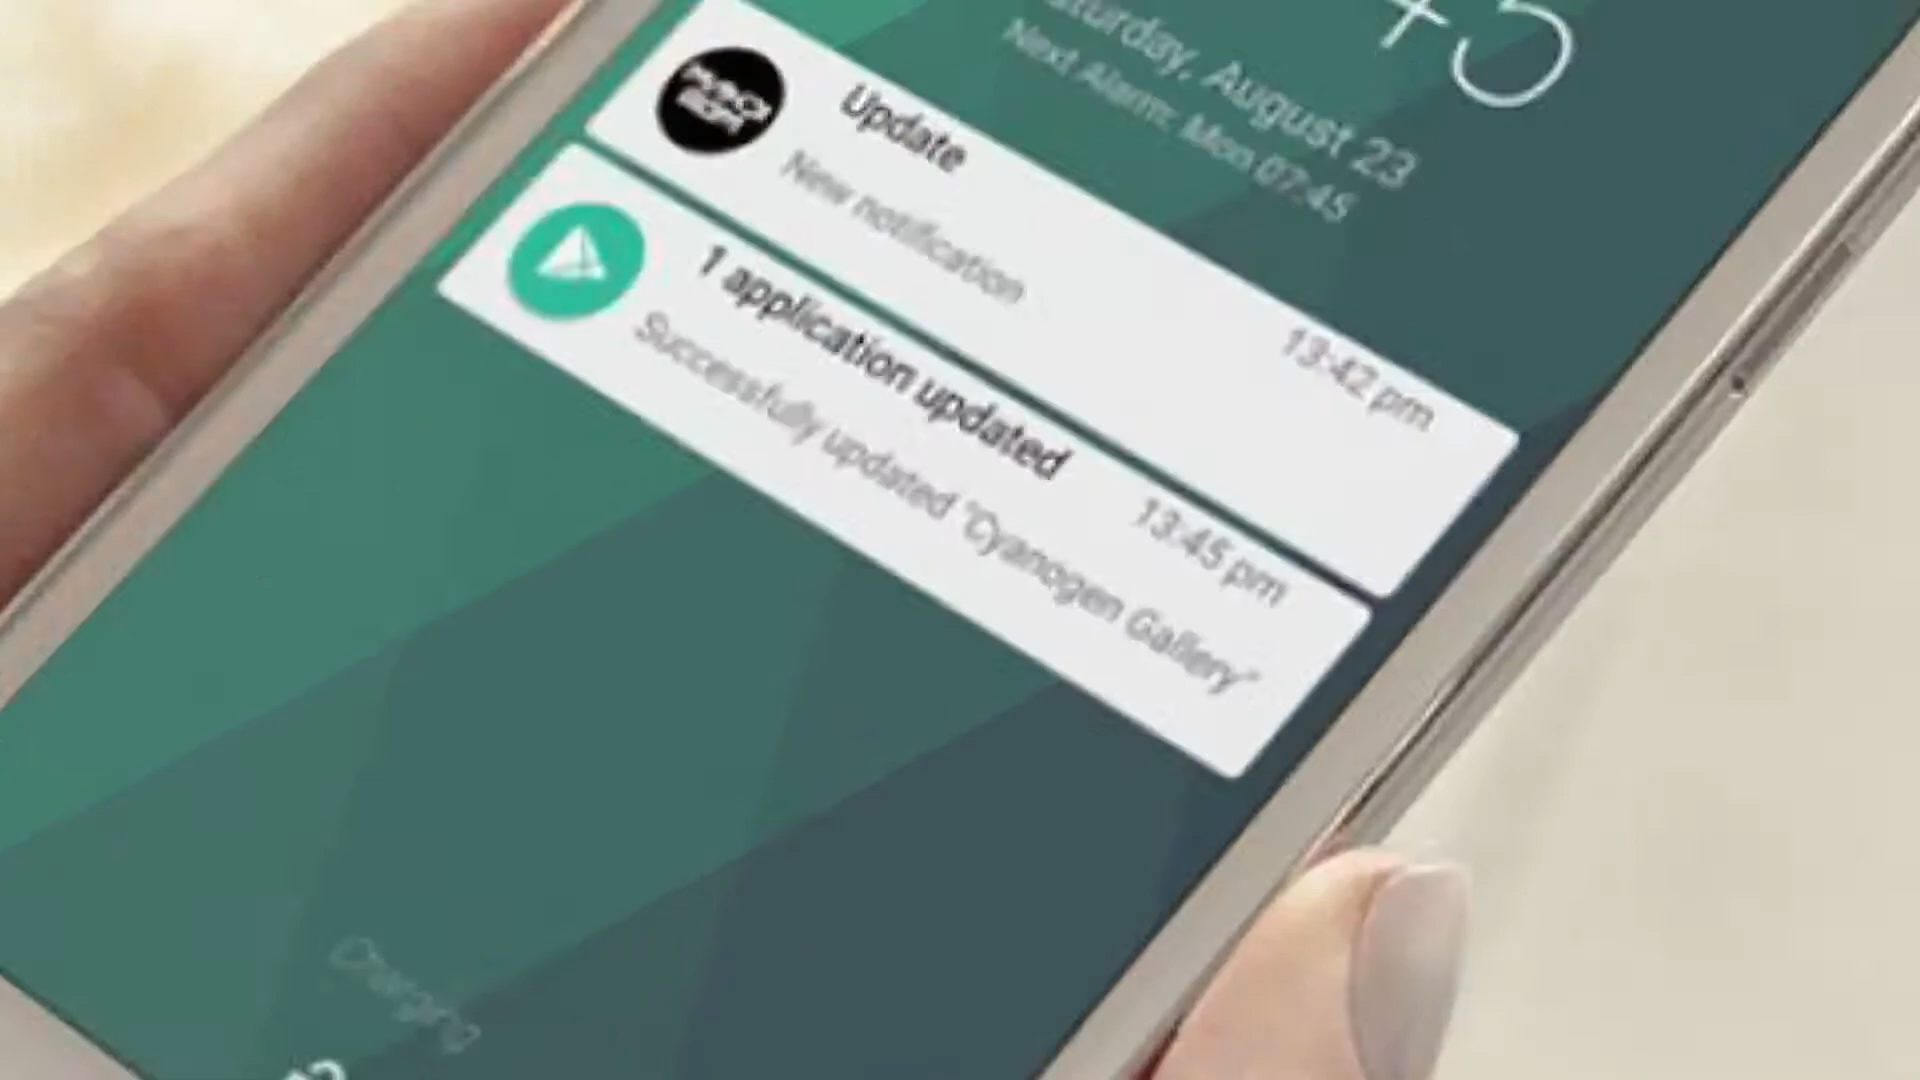 45
Saturday, August 23
Next Alarm: Mon 07:45
Update
New notification
13:42 pm
1 application updated
Successfully updated "Cyanogen Gallery"
13:45 pm
Charging